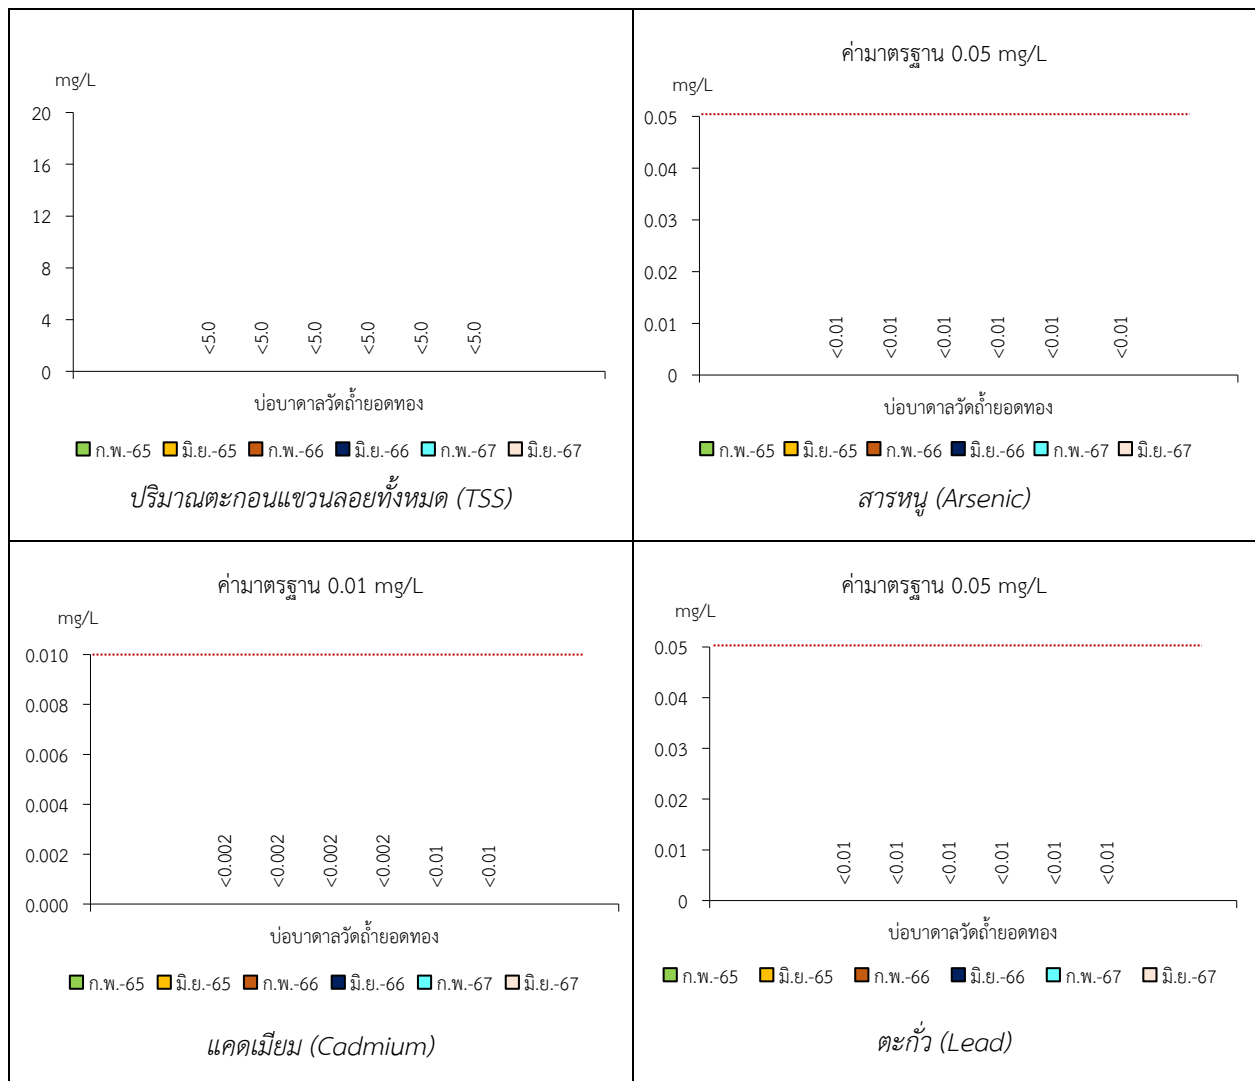 mg/L
20
16
12
8
4
0
<5.0 <5.0 <5.0 <5.0 <5.0 <5.0
บ่อบาดาลวัดถ้ำยอดทอง
ก.พ.-65 มิ.ย.-65 ก.พ.-66 มิ.ย.-66 ก.พ.-67 มิ.ย.-67
ปริมาณตะกอนแขวนลอยทั้งหมด (TSS)
ค่ามาตรฐาน 0.05 mg/L
mg/L
0.05
0.04
0.03
0.02
0.01
0
<0.01 <0.01 <0.01 <0.01 <0.01 <0.01
บ่อบาดาลวัดถ้ำยอดทอง
ก.พ.-65 มิ.ย.-65 ก.พ.-66 มิ.ย.-66 ก.พ.-67 มิ.ย.-67
สารหนู (Arsenic)
ค่ามาตรฐาน 0.01 mg/L
mg/L
0.010
0.008
0.006
0.004
0.002
0.000
<0.002 <0.002 <0.002 <0.002 <0.01 <0.01
บ่อบาดาลวัดถ้ำยอดทอง
ก.พ.-65 มิ.ย.-65 ก.พ.-66 มิ.ย.-66 ก.พ.-67 มิ.ย.-67
แคดเมียม (Cadmium)
ค่ามาตรฐาน 0.05 mg/L
mg/L
0.05
0.04
0.03
0.02
0.01
0
<0.01 <0.01 <0.01 <0.01 <0.01 <0.01
บ่อบาดาลวัดถ้ำยอดทอง
ก.พ.-65 มิ.ย.-65 ก.พ.-66 มิ.ย.-66 ก.พ.-67 มิ.ย.-67
ตะกั่ว (Lead)